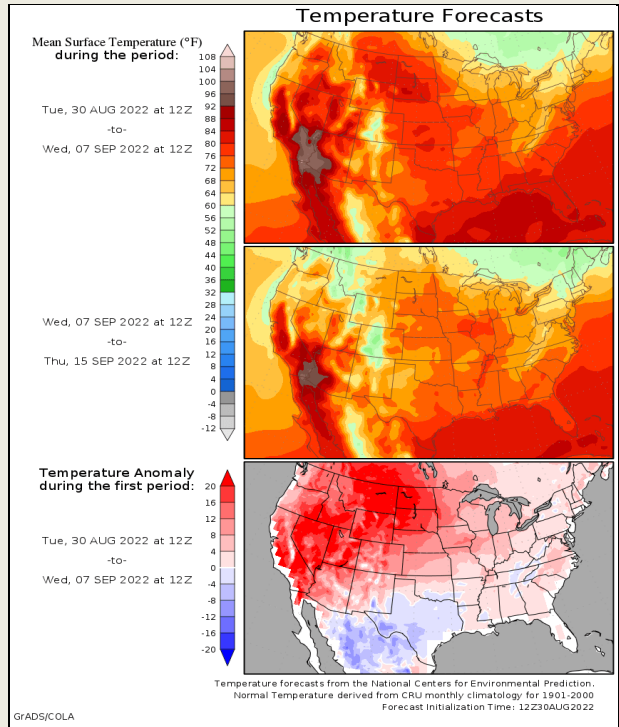 Temperature Forecasts
Mean Surface Temperature (°F)
during the period:
Tue, 30 AUG 2022 at 12Z
-to-
Wed, 07 SEP 2022 at 12Z
108
104
100
96
92
88
84
80
76
72
68
64
60
56
52
48
44
36
32
28
24
20
16
12
8
4
0
-4
-8
-12
Wed, 07 SEP 2022 at 12Z
-to-
Thu, 15 SEP 2022 at 12Z
Temperature Anomaly
during the first period:
Tue, 30 AUG 2022 at 12Z
-to-
Wed, 07 SEP 2022 at 12Z
20
16
12
8
4
0
-4
-8
-12
-16
-20
Temperature forecasts from the National Centers for Environmental Prediction.
Normal Temperature derived from CRU monthly climatology for 1901-2000
Forecast Initialization Time: 12Z30AUG2022
GrADS/COLA